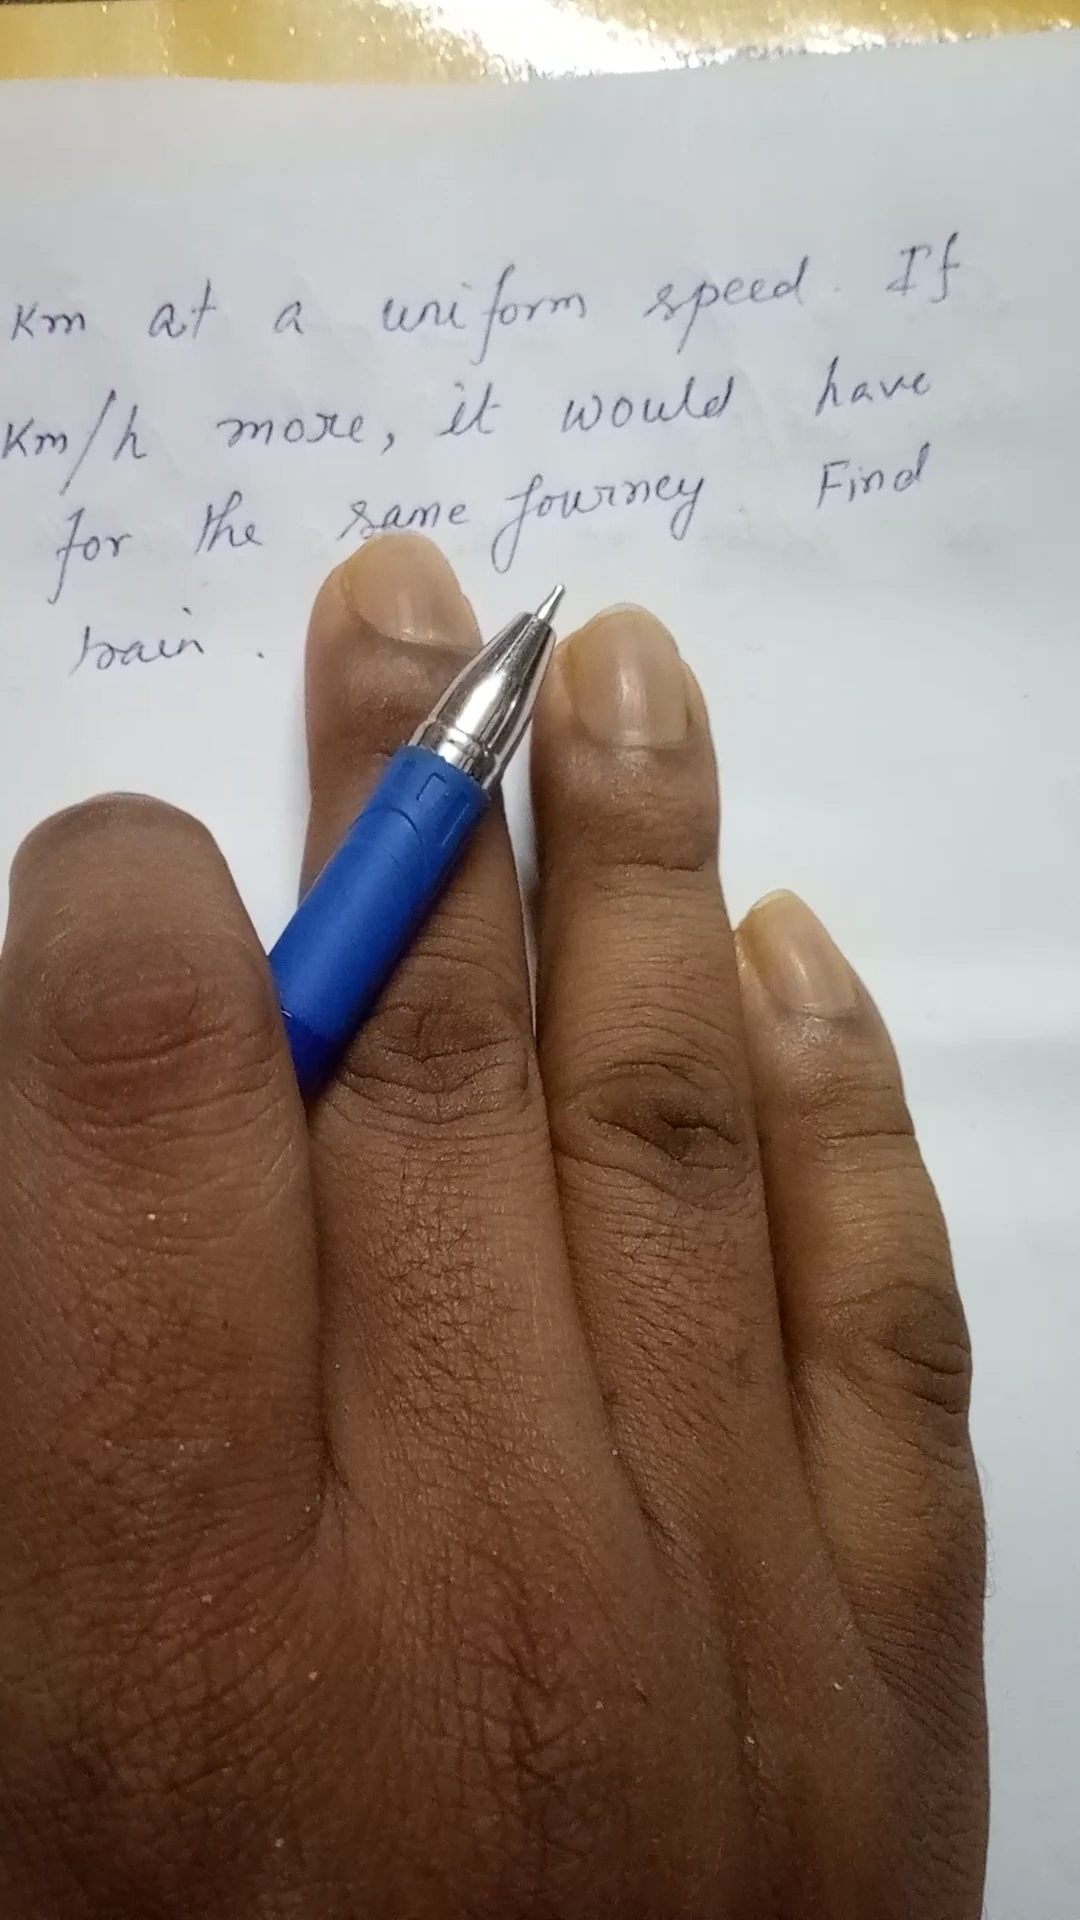 Km at a uniform speed. If
Km/h more, it would have
for the same journey Find
train.